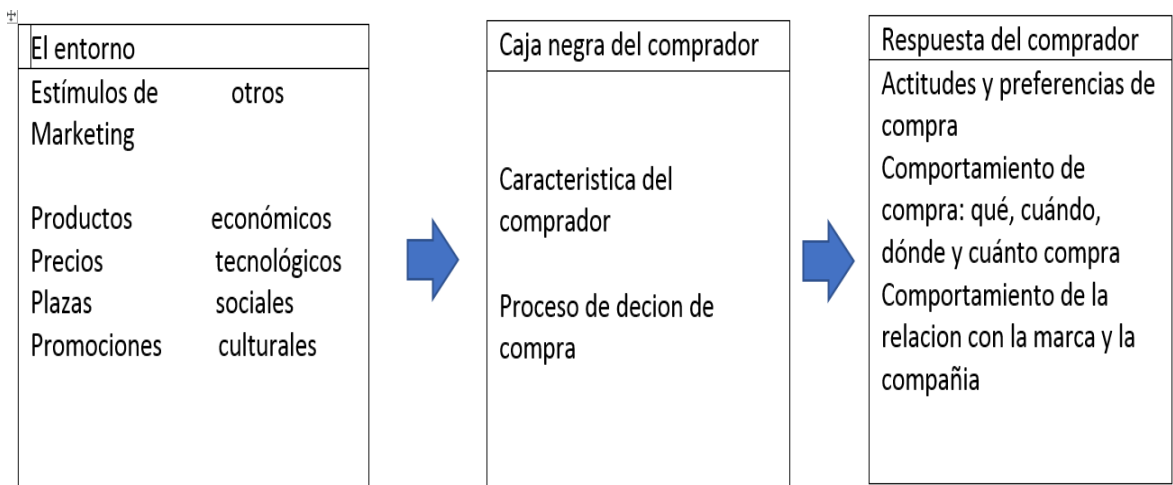 El entorno
Estímulos de otros
Marketing
Productos económicos
Precios tecnológicos
Plazas sociales
Promociones culturales
Caja negra del comprador
Caracteristica del
comprador
Proceso de decion de
compra
Respuesta del comprador
Actitudes y preferencias de
compra
Comportamiento de
compra: qué, cuándo,
dónde y cuánto compra
Comportamiento de la
relacion con la marca y la
compañia